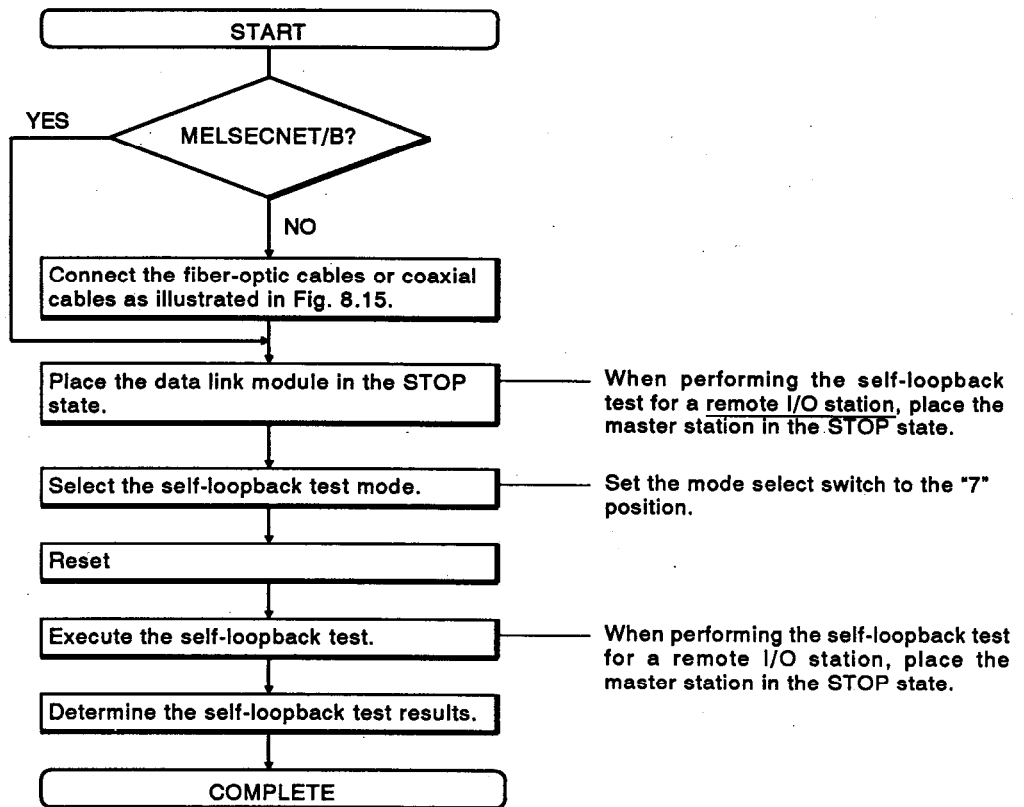 START
YES
MELSECNET/B?
NO
Connect the fiber-optic cables or coaxial
cables as illustrated in Fig. 8.15.
Place the data link module in the STOP
state.
When performing the self-loopback
test for a remote I/O station, place the
master station in the STOP state.
Select the self-loopback test mode.
Set the mode select switch to the "7"
position.
Reset
Execute the self-loopback test.
When performing the self-loopback test
for a remote I/O station, place the
master station in the STOP state.
Determine the self-loopback test results.
COMPLETE